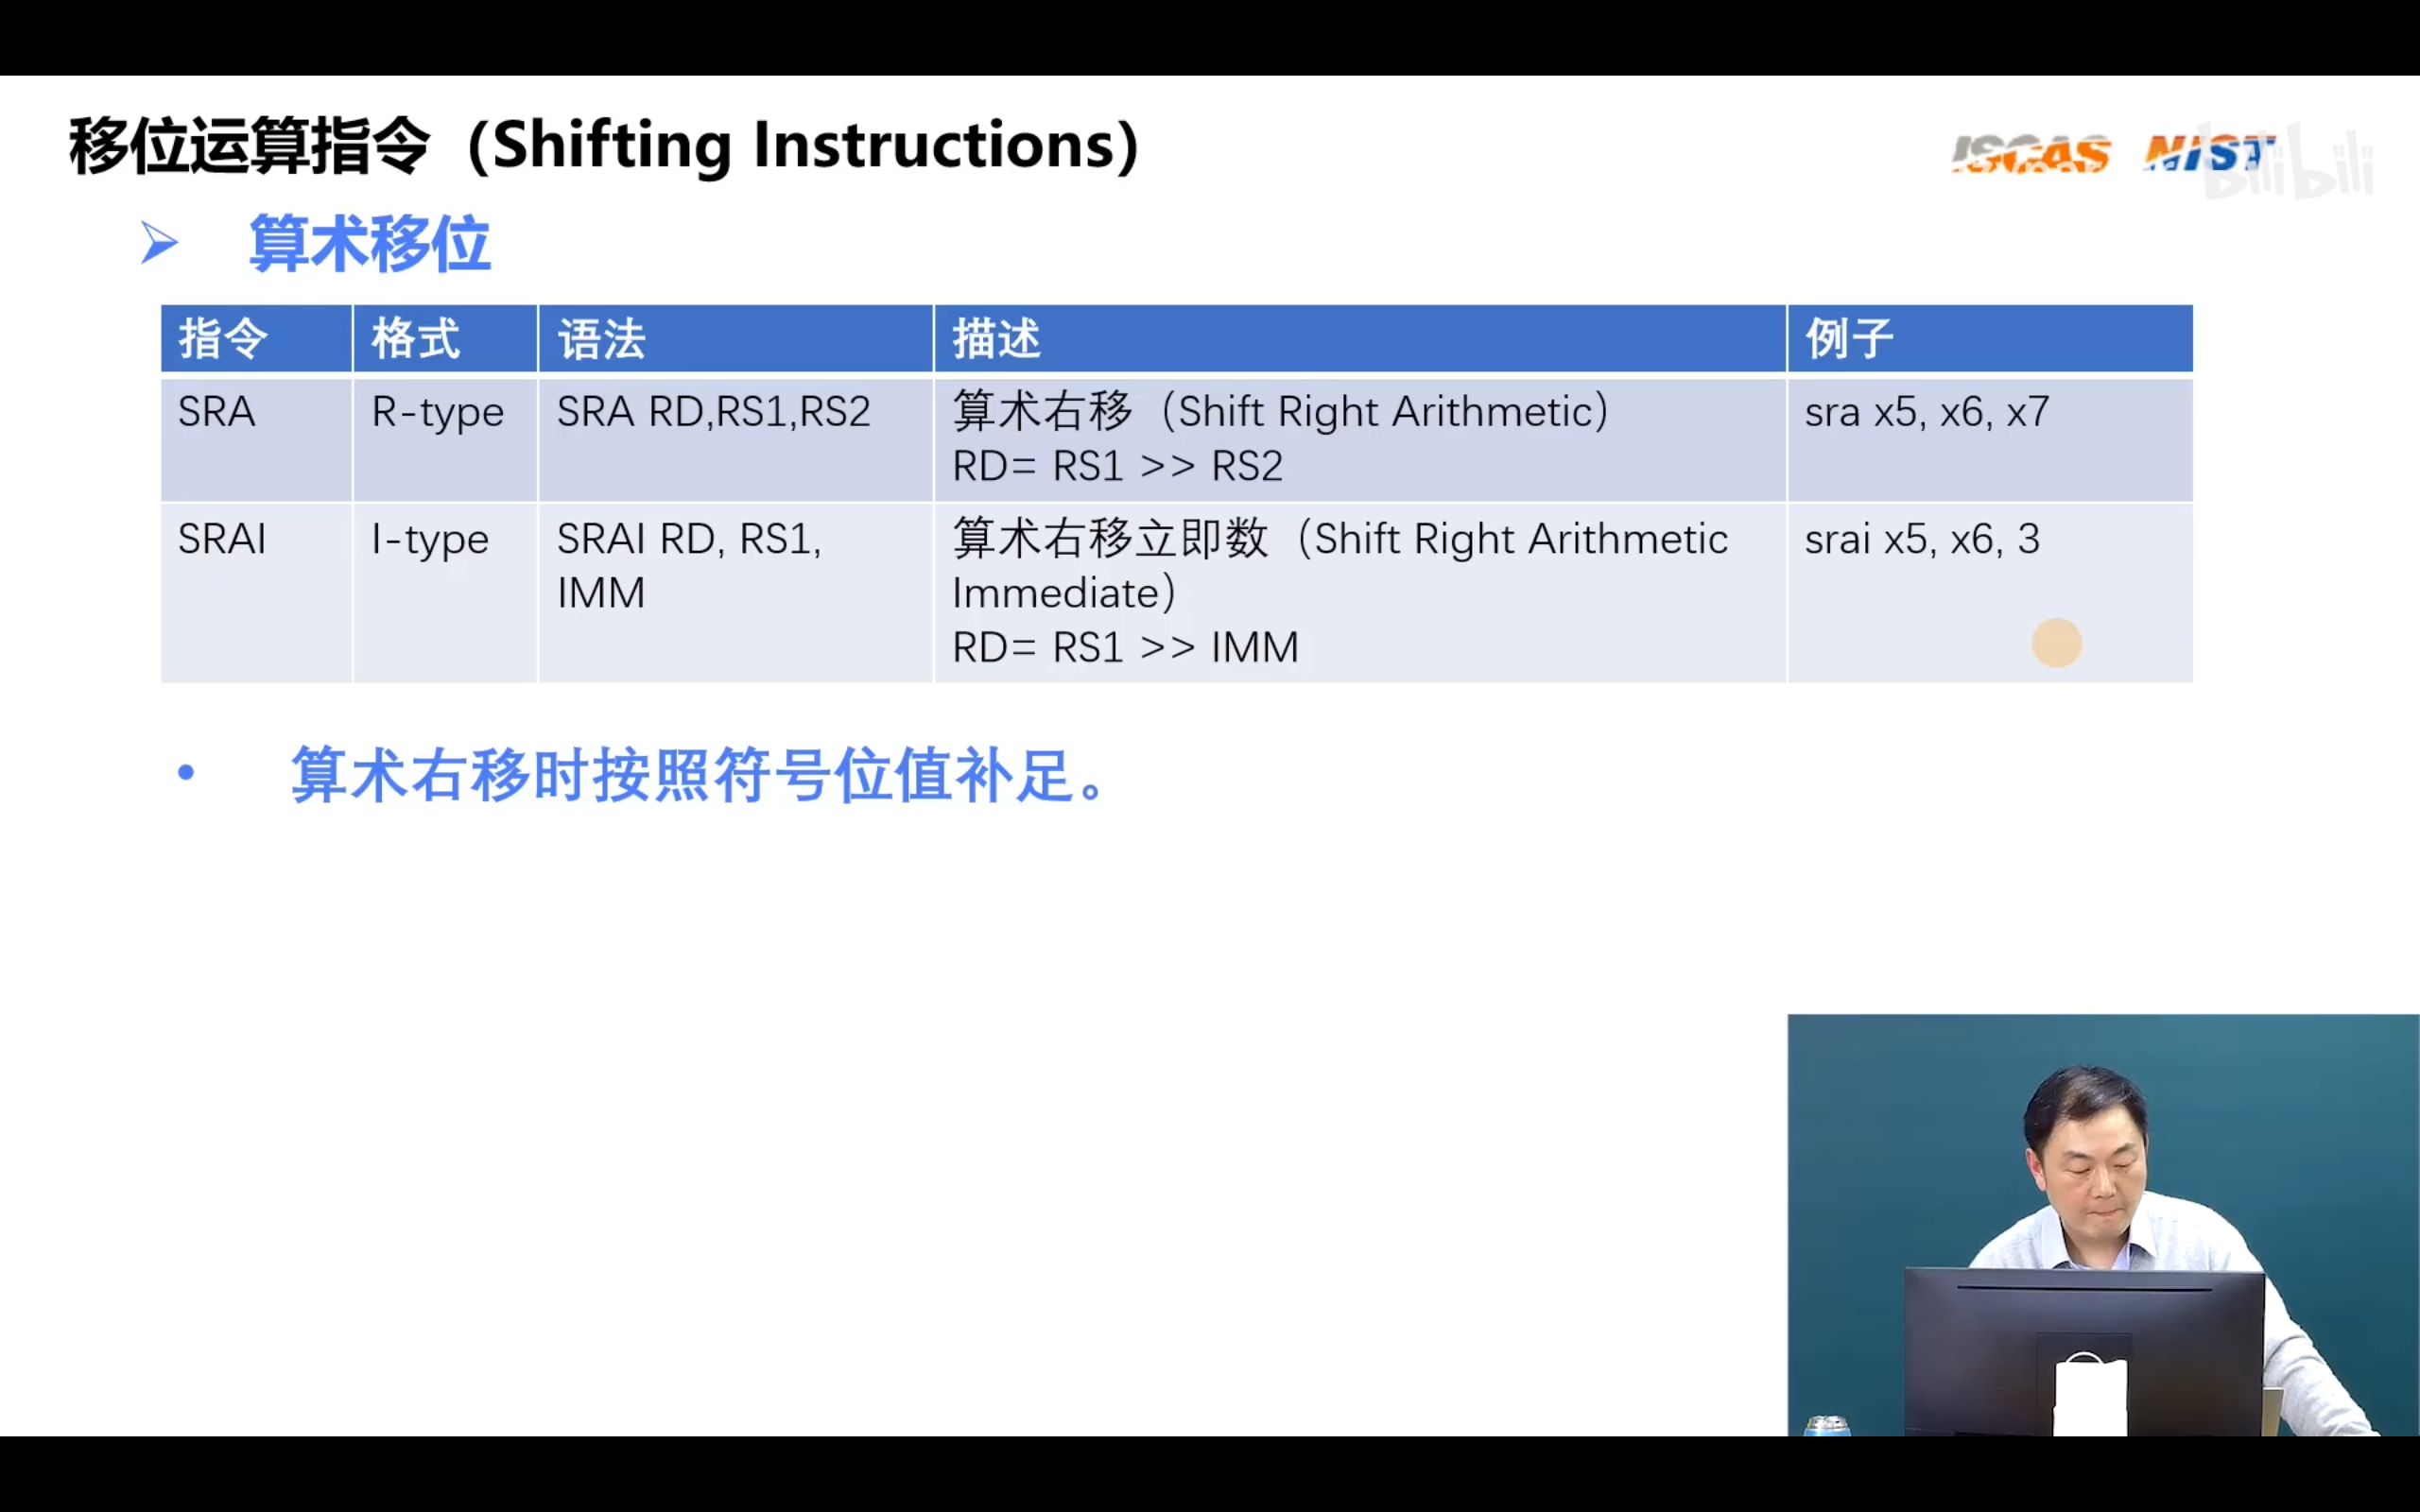 移位运算指令（Shifting Instructions）
ISCAS NIST
bilibili
➢ 算术移位
指令 格式 语法 描述 例子
SRA R-type SRA RD,RS1,RS2 算术右移（Shift Right Arithmetic） sra x5, x6, x7
RD= RS1 >> RS2
SRAI I-type SRAI RD, RS1, 算术右移立即数（Shift Right Arithmetic srai x5, x6, 3
IMM Immediate）
RD= RS1 >> IMM
• 算术右移时按照符号位值补足。